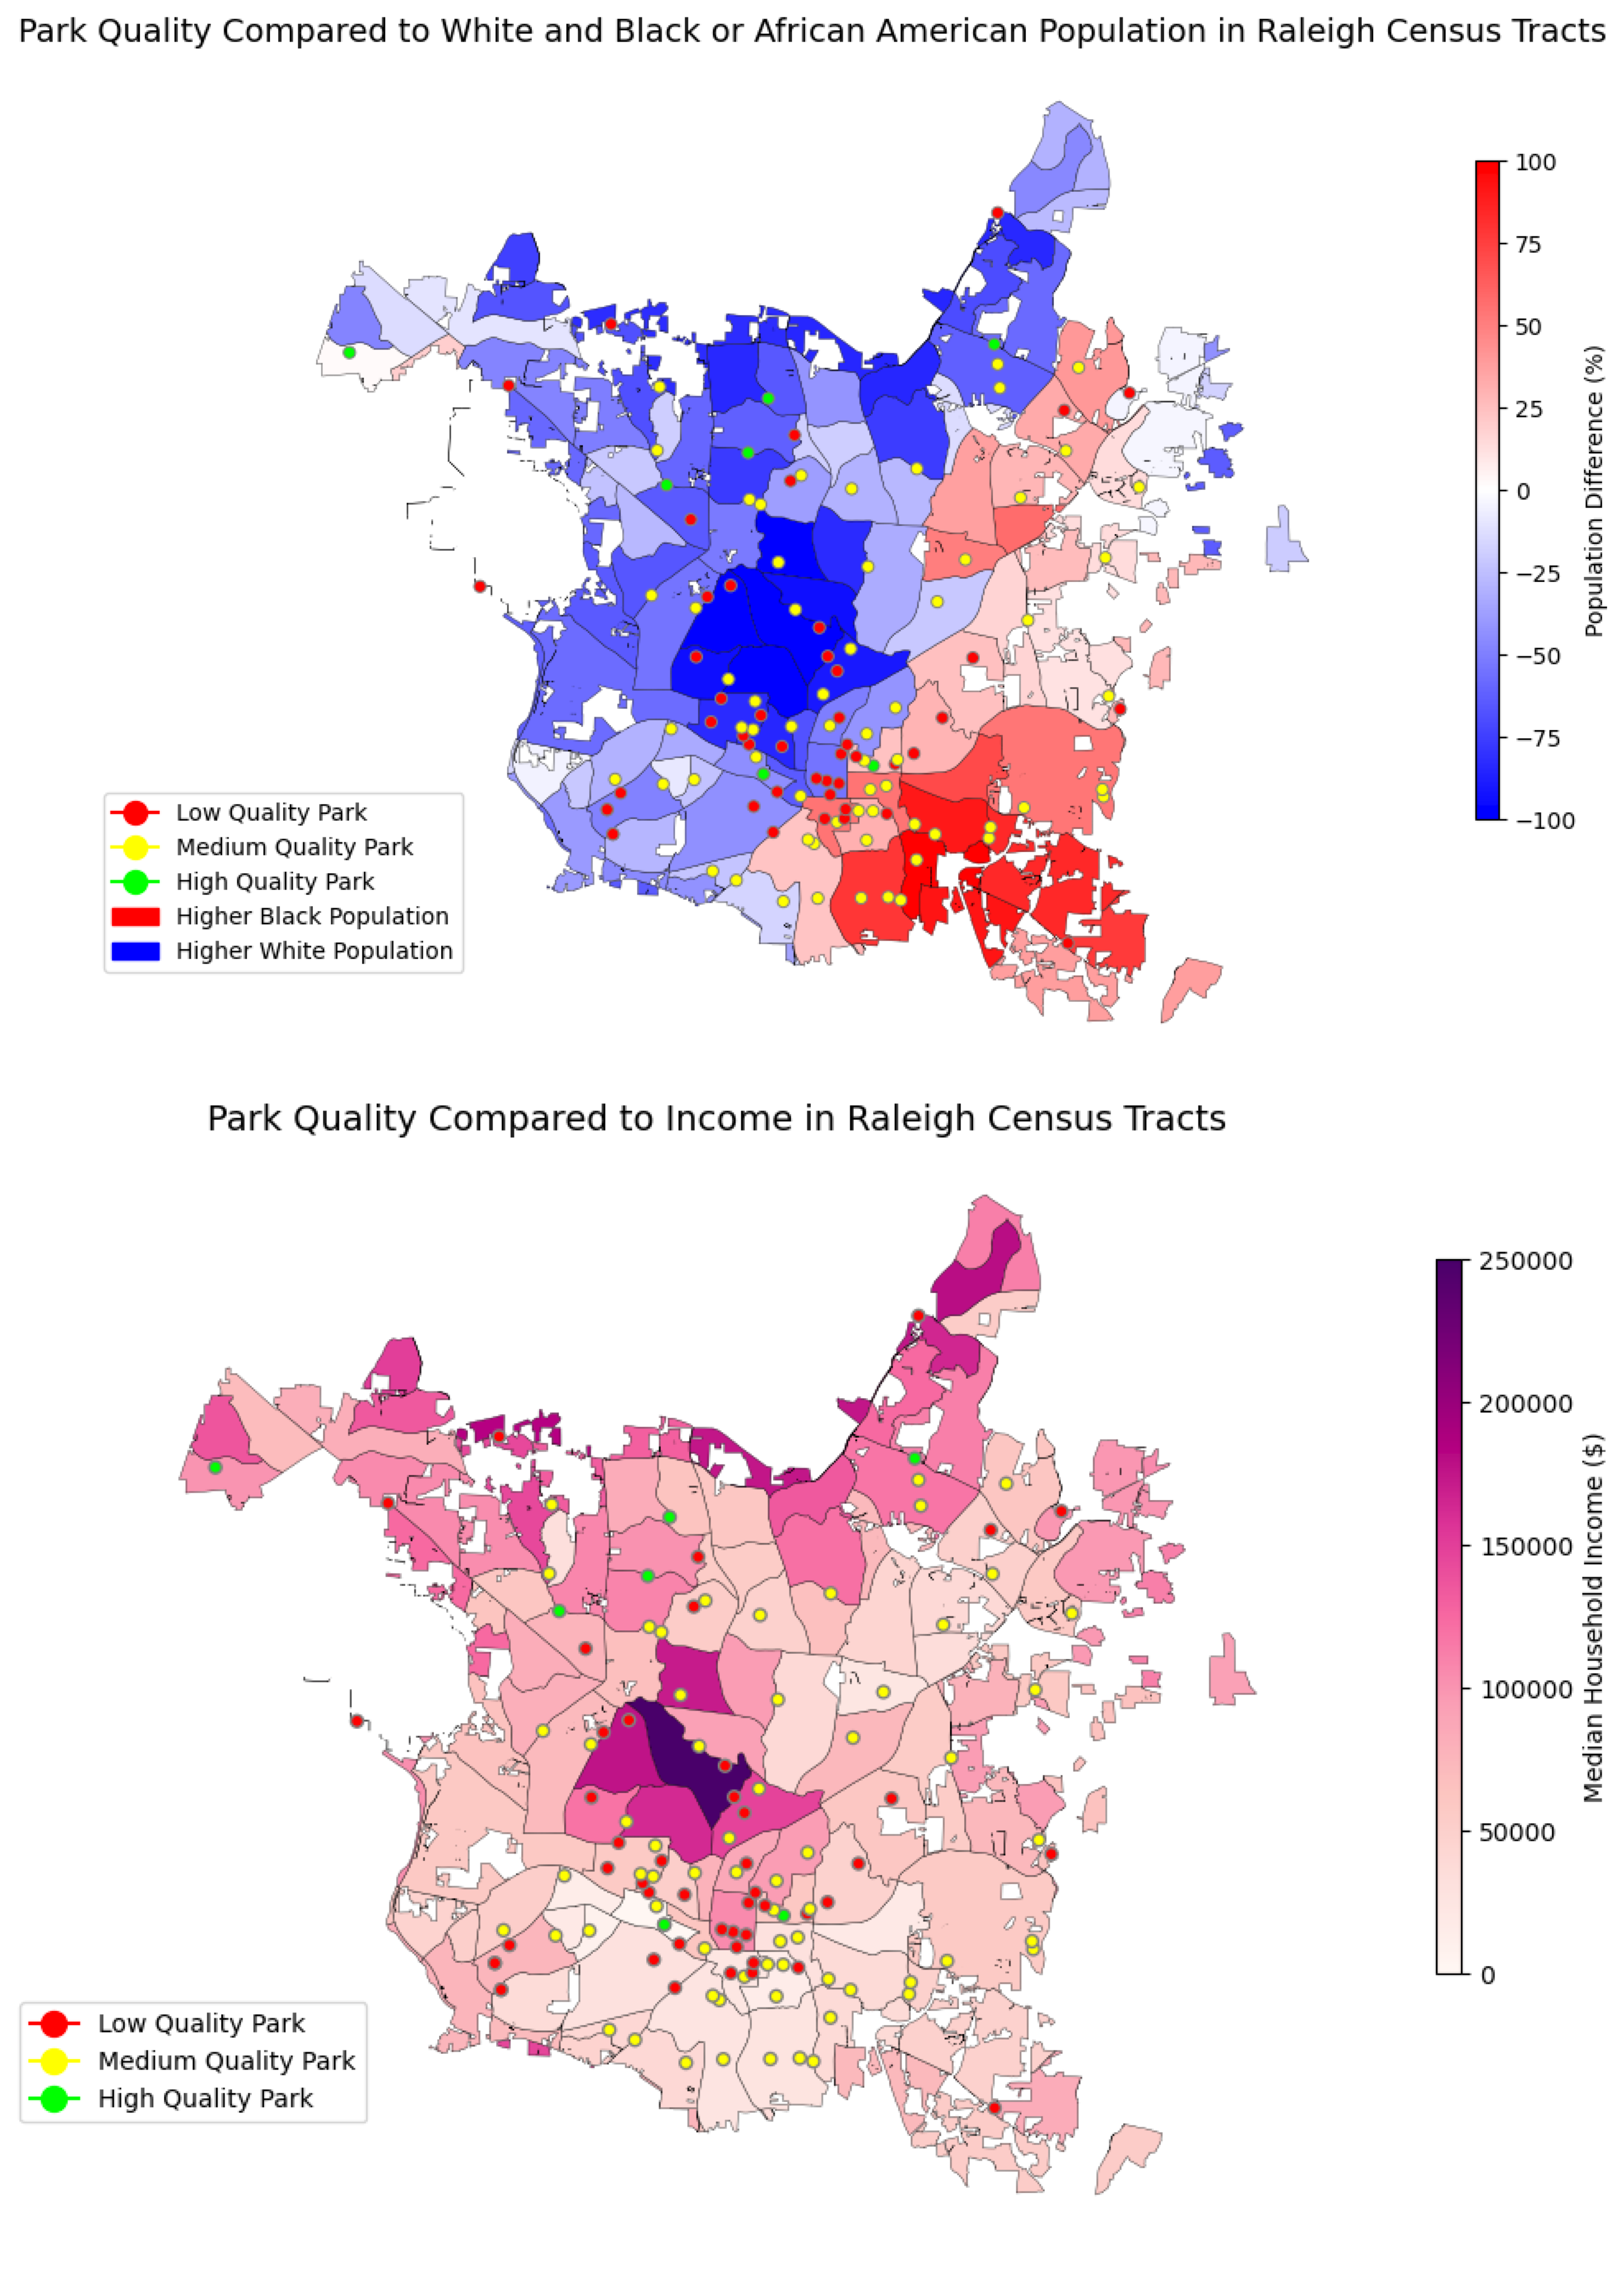 Park Quality Compared to White and Black or African American Population in Raleigh Census Tracts
100
75
50
25
0
−25
−50
−75
−100
Population Difference (%)
Low Quality Park
Medium Quality Park
High Quality Park
Higher Black Population
Higher White Population
Park Quality Compared to Income in Raleigh Census Tracts
250000
200000
150000
100000
50000
0
Median Household Income ($)
Low Quality Park
Medium Quality Park
High Quality Park